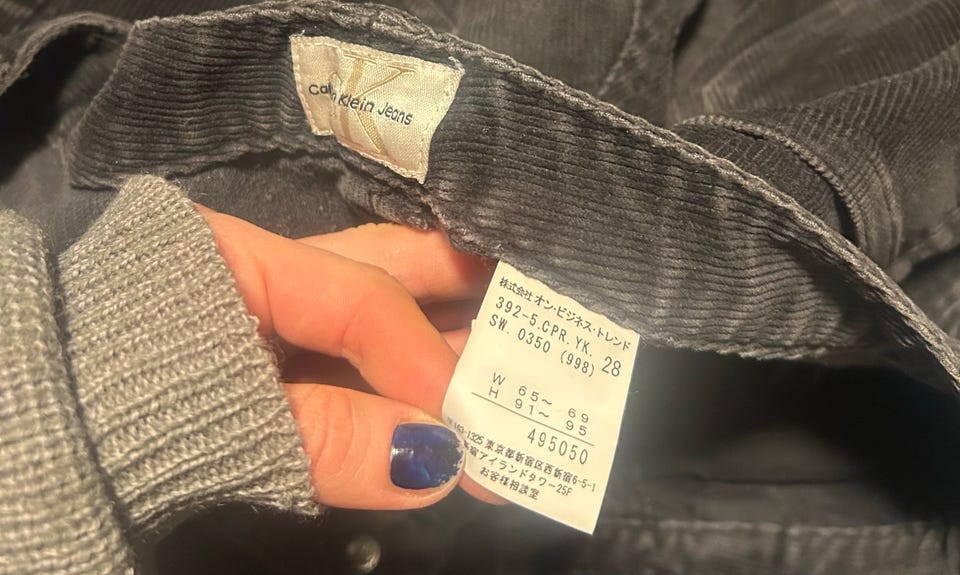 Calvin Klein Jeans
株式会社 オン・ビジネス・トレンド
392-5.CPR.YK. 28
SW. 0350 (998)
W 65～ 69
H 91～ 95
495050
163-1325 東京都新宿区西新宿6-5-1
新宿アイランドタワー25F
お客様相談室